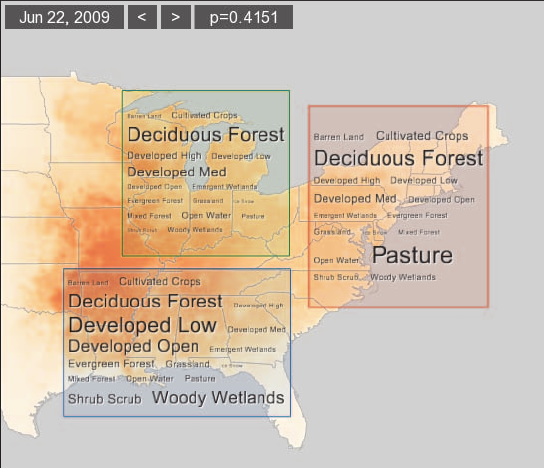 Jun 22, 2009 < > p=0.4151
Barren Land Cultivated Crops
Deciduous Forest
Developed High Developed Low
Developed Med
Developed Open Emergent Wetlands
Evergreen Forest Grassland Ice Snow
Mixed Forest Open Water Pasture
Shrub Scrub Woody Wetlands
Barren Land Cultivated Crops
Deciduous Forest
Developed High Developed Low
Developed Med Developed Open
Emergent Wetlands Evergreen Forest
Grassland Ice Snow Mixed Forest
Open Water Pasture
Shrub Scrub Woody Wetlands
Barren Land Cultivated Crops
Deciduous Forest Developed High
Developed Low Developed Med
Developed Open Emergent Wetlands
Evergreen Forest Grassland Ice Snow
Mixed Forest Open Water Pasture
Shrub Scrub Woody Wetlands